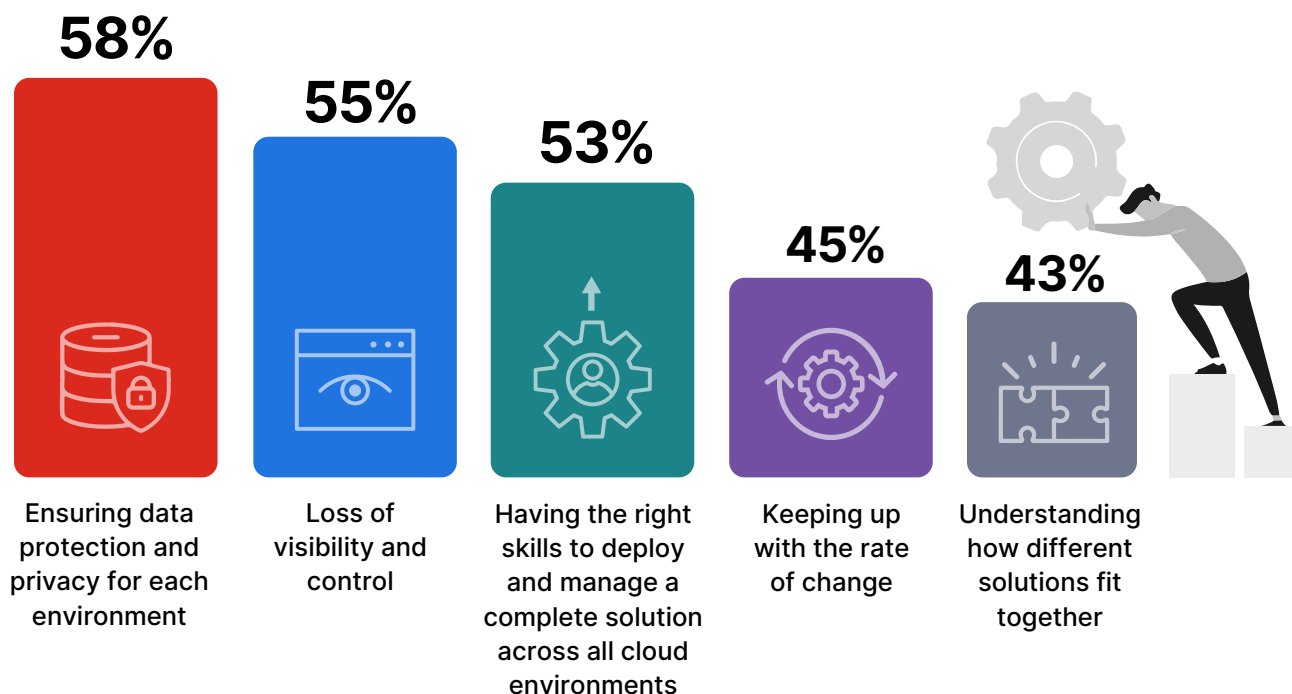 58%
Ensuring data
protection and
privacy for each
environment
55%
Loss of
visibility and
control
53%
Having the right
skills to deploy
and manage a
complete solution
across all cloud
environments
45%
Keeping up
with the rate
of change
43%
Understanding
how different
solutions fit
together